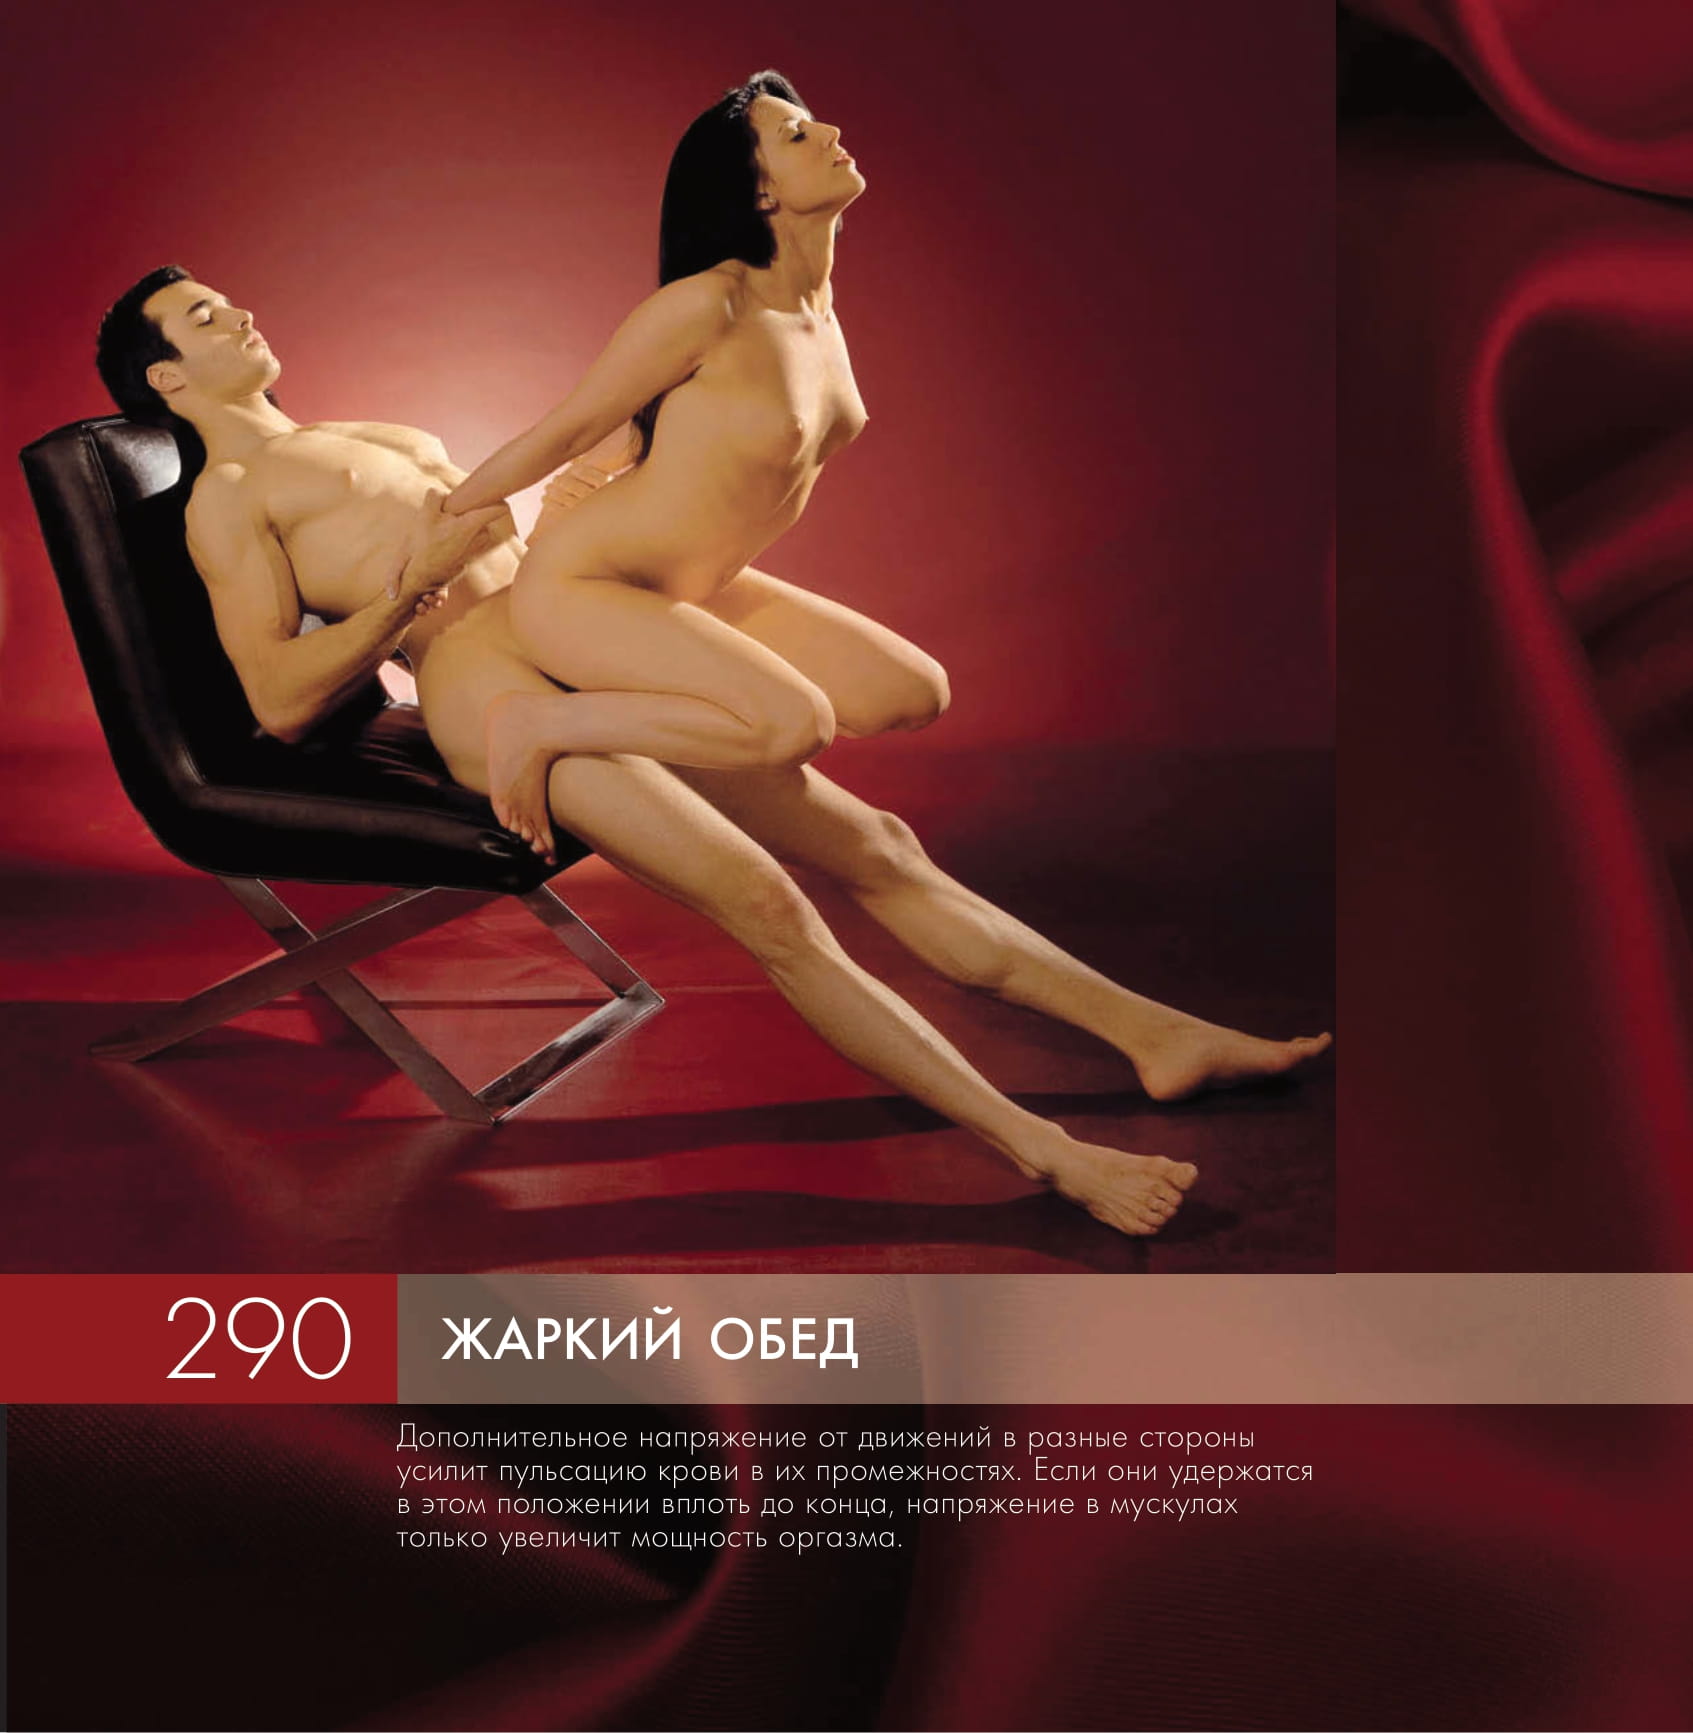 290
ЖАРКИЙ ОБЕД
Дополнительное напряжение от движений в разные стороны
усилит пульсацию крови в их промежностях. Если они удержатся
в этом положении вплоть до конца, напряжение в мускулах
только увеличит мощность оргазма.